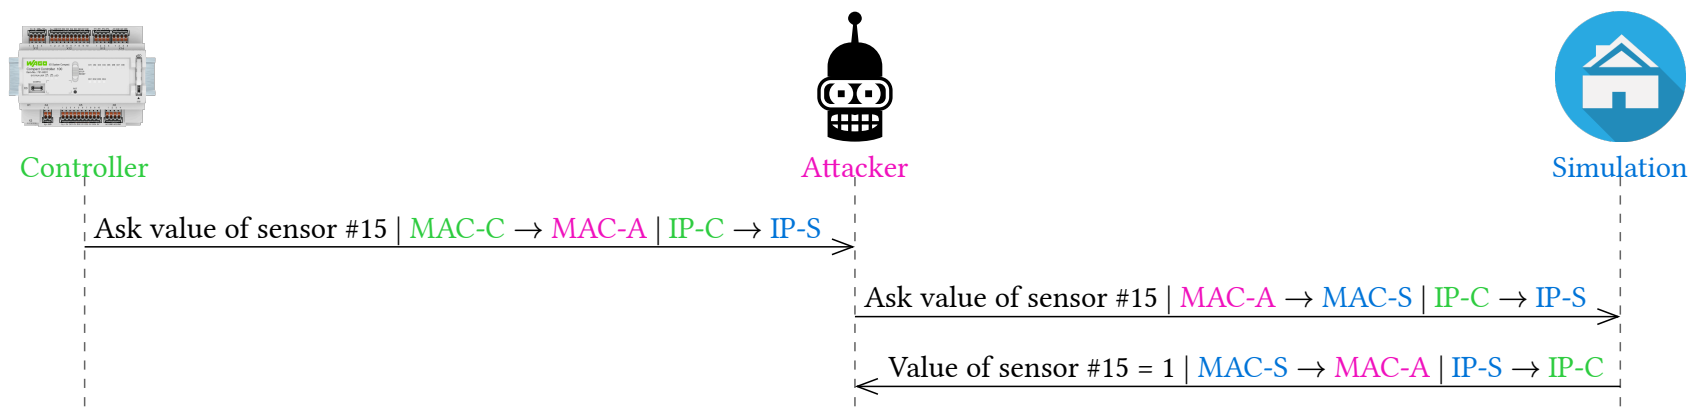 WAGO
Controller
Attacker
Simulation
Ask value of sensor #15 | MAC-C → MAC-A | IP-C → IP-S
Ask value of sensor #15 | MAC-A → MAC-S | IP-C → IP-S
Value of sensor #15 = 1 | MAC-S → MAC-A | IP-S → IP-C